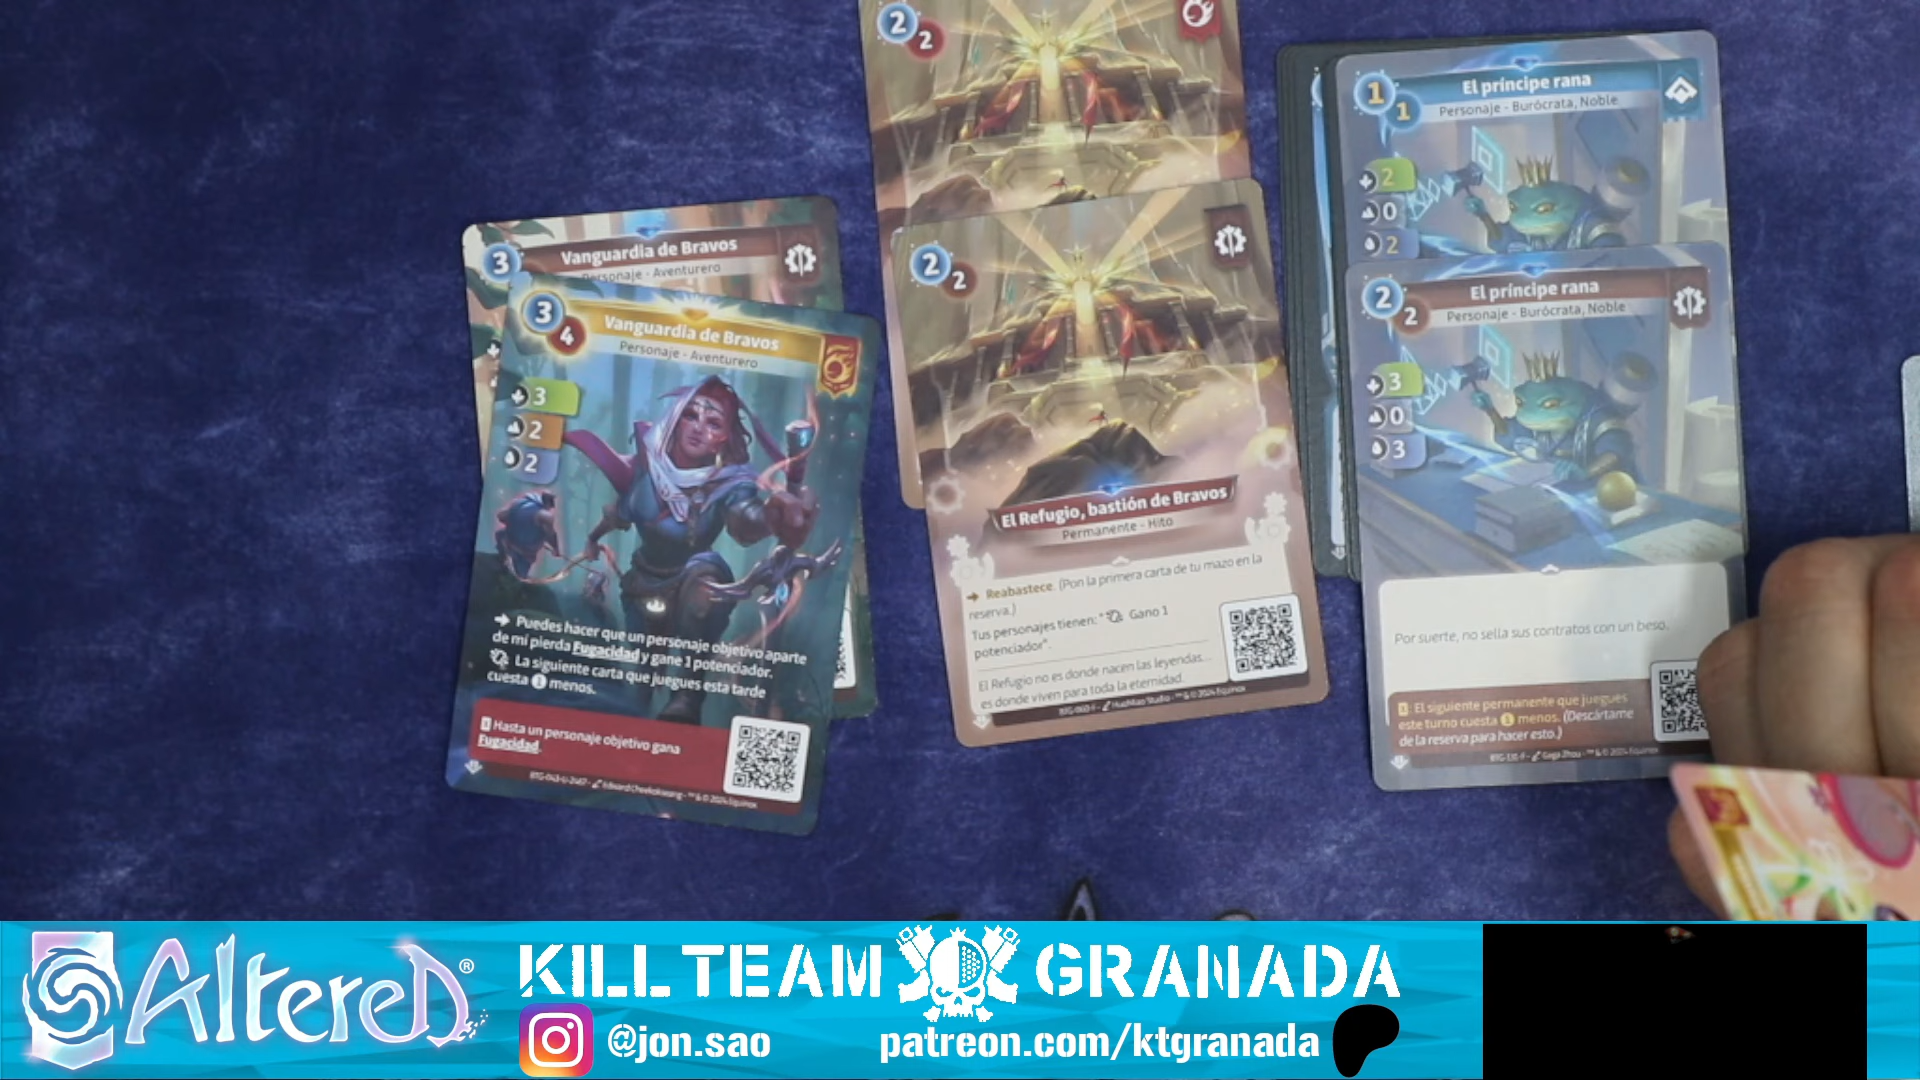 2
2
3
Vanguardia de Bravos
Personaje - Aventurero
3
4
Vanguardia de Bravos
Personaje - Aventurero
3
2
2
Puedes hacer que un personaje objetivo aparte
de mí pierda Fugacidad y gane 1 potenciador.
La siguiente carta que juegues esta tarde
cuesta 1 menos.
Hasta un personaje objetivo gana
Fugacidad.
2
2
El Refugio, bastión de Bravos
Permanente - Hito
Reabastece. (Pon la primera carta de tu mazo en la
reserva.)
Tus personajes tienen: " Gano 1
potenciador".
El Refugio no es donde nacen las leyendas...
es donde viven para toda la eternidad.
1
1
El príncipe rana
Personaje - Burócrata, Noble
2
0
2
2
2
El príncipe rana
Personaje - Burócrata, Noble
3
0
3
Por suerte, no sella sus contratos con un beso.
: El siguiente permanente que juegues
este turno cuesta 1 menos. (Descártame
de la reserva para hacer esto.)
AltereD®
KILL TEAM GRANADA
@jon.sao
patreon.com/ktgranada